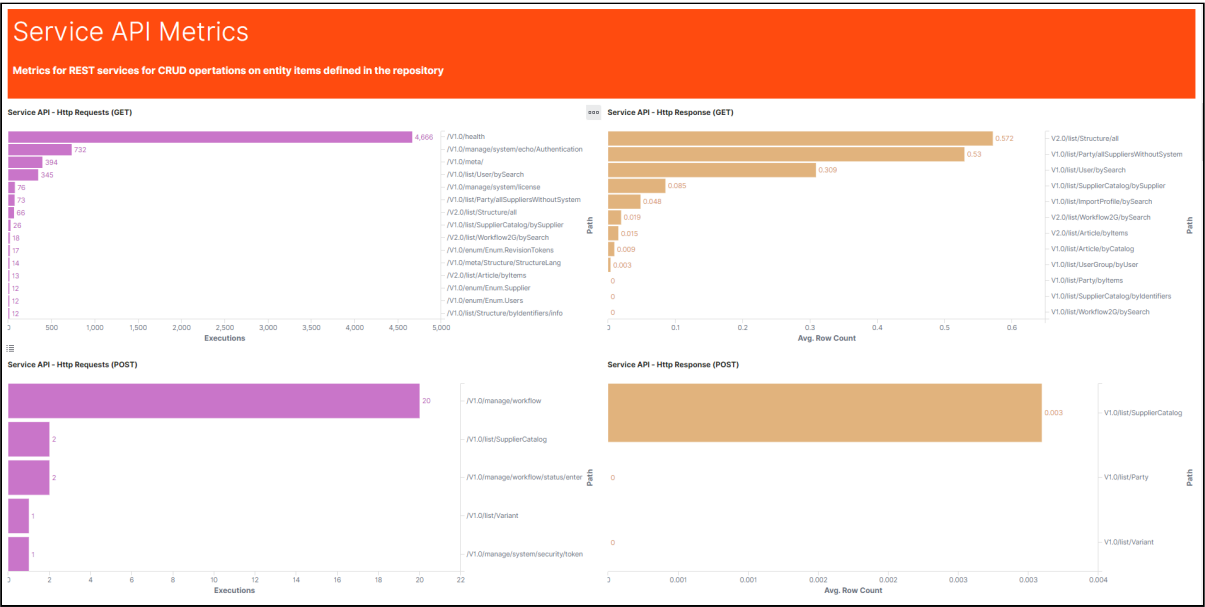 Service API Metrics
Metrics for REST services for CRUD opertations on entity items defined in the repository
Service API - Http Requests (GET)
4,666 /V1.0/health
732 /V1.0/manage/system/echo/Authentication
394 /V1.0/meta/
345 /V1.0/list/User/bySearch
76 /V1.0/manage/system/license
73 /V1.0/list/Party/allSuppliersWithoutSystem
66 /V2.0/list/Structure/all
26 /V1.0/list/SupplierCatalog/bySupplier
18 /V2.0/list/Workflow2G/bySearch
17 /V1.0/enum/Enum.RevisionTokens
14 /V1.0/meta/Structure/StructureLang
13 /V2.0/list/Article/byItems
12 /V1.0/enum/Enum.Supplier
12 /V1.0/enum/Enum.Users
12 /V1.0/list/Structure/byIdentifiers/info
Path
500 1,000 1,500 2,000 2,500 3,000 3,500 4,000 4,500 5,000
Executions
Service API - Http Response (GET)
0.572 V2.0/list/Structure/all
0.53 V1.0/list/Party/allSuppliersWithoutSystem
0.309 V1.0/list/User/bySearch
0.085 V1.0/list/SupplierCatalog/bySupplier
0.048 V1.0/list/ImportProfile/bySearch
0.019 V2.0/list/Workflow2G/bySearch
0.015 V2.0/list/Article/byItems
0.009 V1.0/list/Article/byCatalog
0.003 V1.0/list/UserGroup/byUser
0 V1.0/list/Party/byItems
0 V1.0/list/SupplierCatalog/byIdentifiers
0 V1.0/list/Workflow2G/bySearch
Path
0 0.1 0.2 0.3 0.4 0.5 0.6
Avg. Row Count
Service API - Http Requests (POST)
20 /V1.0/manage/workflow
2 /V1.0/list/SupplierCatalog
2 /V1.0/manage/workflow/status/enter
1 /V1.0/list/Variant
1 /V1.0/manage/system/security/token
Path
2 4 6 8 10 12 14 16 18 20 22
Executions
Service API - Http Response (POST)
0.003 V1.0/list/SupplierCatalog
0 V1.0/list/Party
0 V1.0/list/Variant
Path
0 0.001 0.001 0.002 0.002 0.003 0.003 0.004
Avg. Row Count